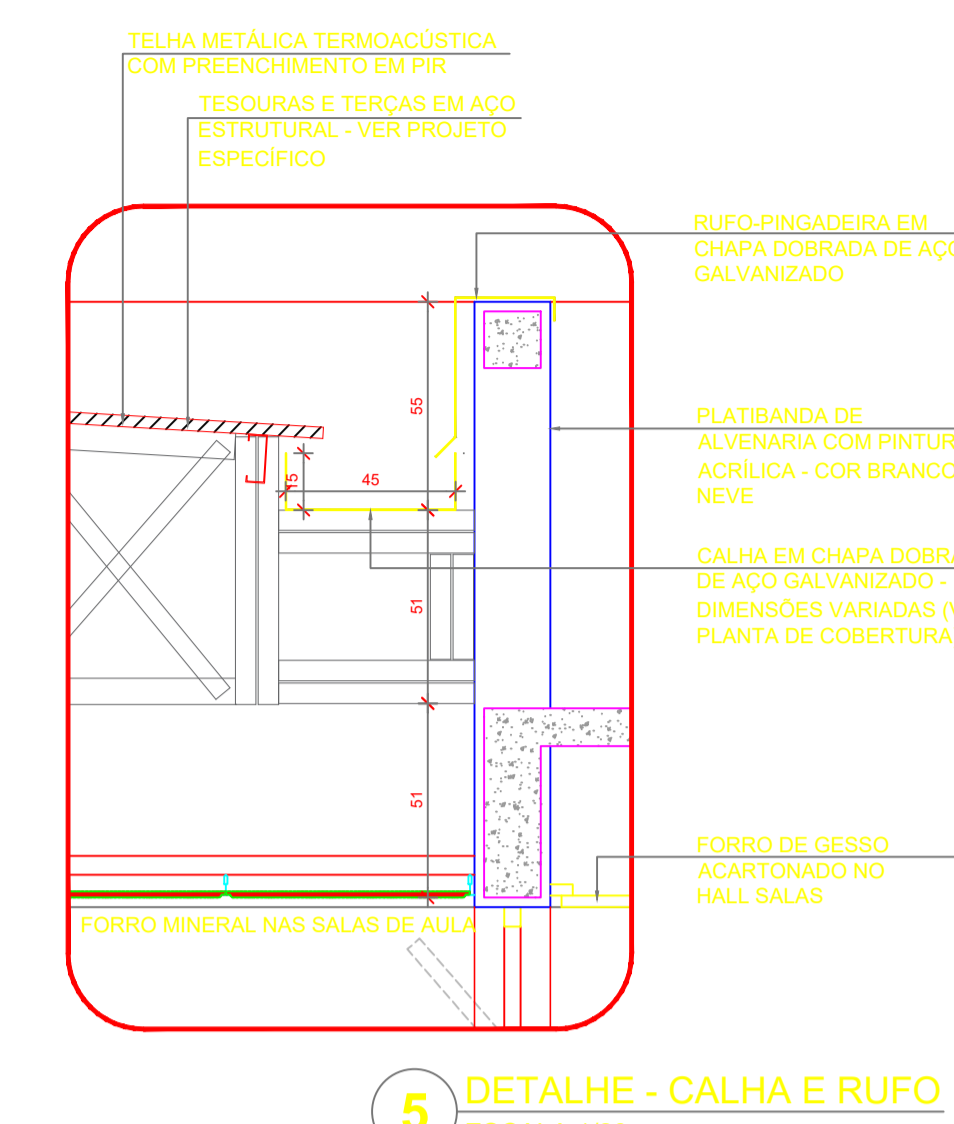 TELHA METÁLICA TERMOACÚSTICA
COM PREENCHIMENTO EM PIR
TESOURAS E TERÇAS EM AÇO
ESTRUTURAL - VER PROJETO
ESPECÍFICO
RUFO-PINGADEIRA EM
CHAPA DOBRADA DE AÇO
GALVANIZADO
55
PLATIBANDA DE
ALVENARIA COM PINTUR
ACRÍLICA - COR BRANCO
NEVE
15
45
CALHA EM CHAPA DOBRA
DE AÇO GALVANIZADO -
DIMENSÕES VARIADAS (V
PLANTA DE COBERTURA
51
51
FORRO DE GESSO
ACARTONADO NO
HALL SALAS
FORRO MINERAL NAS SALAS DE AULA
5
DETALHE - CALHA E RUFO